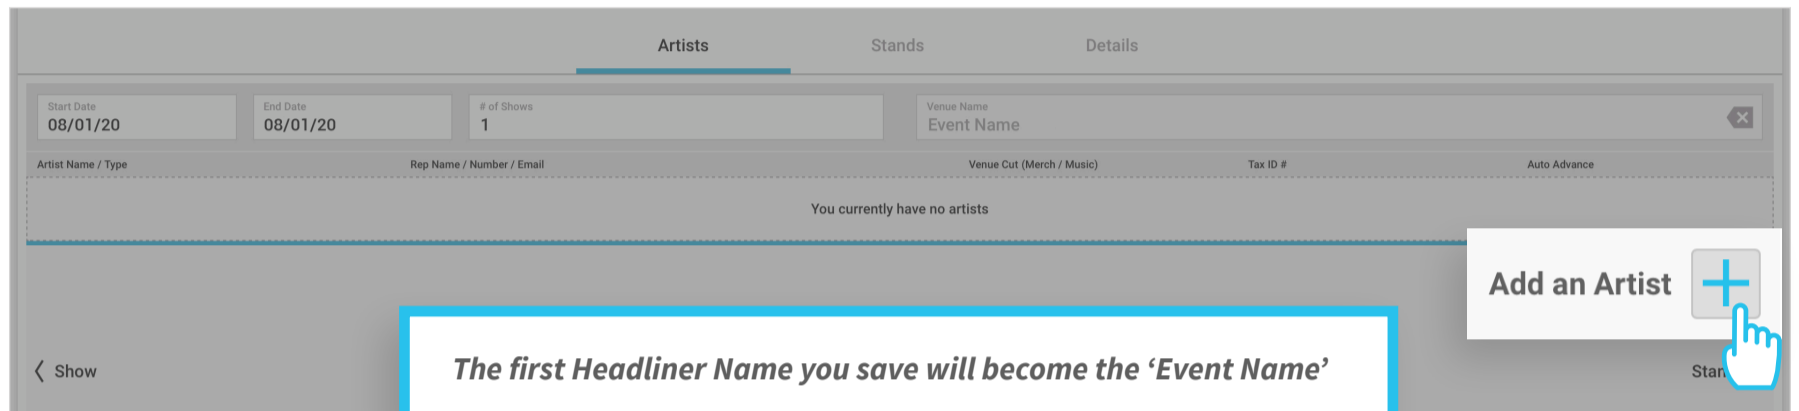 Artists Stands Details
Start Date End Date # of Shows Venue Name
08/01/20 08/01/20 1 Event Name
Artist Name / Type Rep Name / Number / Email Venue Cut (Merch / Music) Tax ID # Auto Advance
You currently have no artists
Add an Artist
The first Headliner Name you save will become the ‘Event Name’
Show